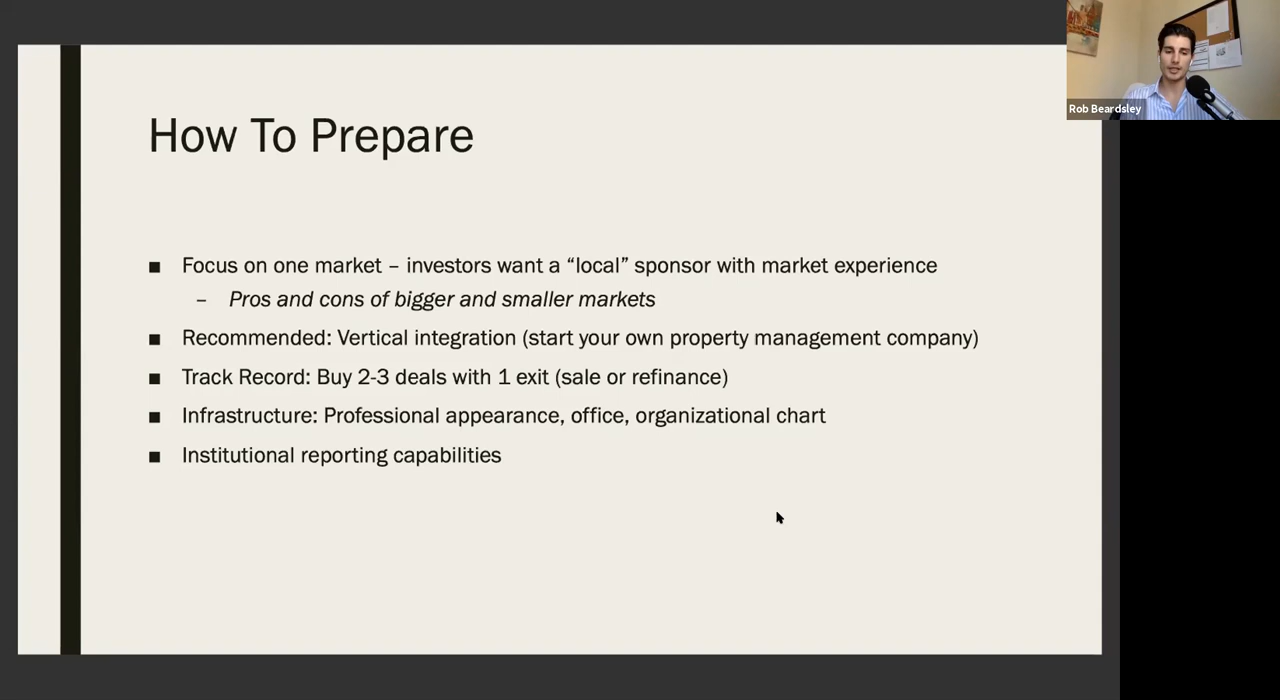 How To Prepare
■ Focus on one market – investors want a “local” sponsor with market experience
– Pros and cons of bigger and smaller markets
■ Recommended: Vertical integration (start your own property management company)
■ Track Record: Buy 2-3 deals with 1 exit (sale or refinance)
■ Infrastructure: Professional appearance, office, organizational chart
■ Institutional reporting capabilities
Rob Beardsley